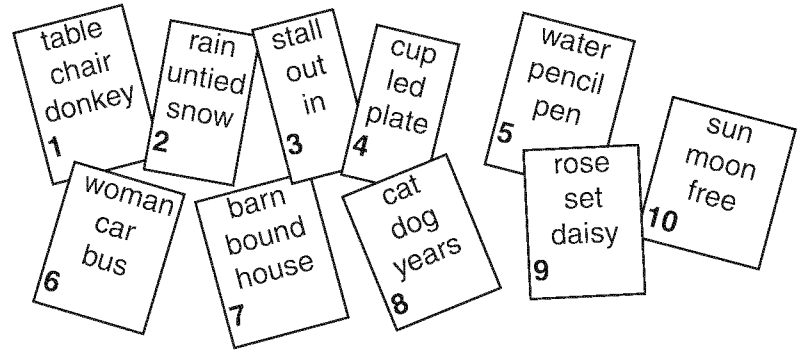 table
chair
donkey
1
rain
untied
snow
2
stall
out
in
3
cup
led
plate
4
water
pencil
pen
5
woman
car
bus
6
barn
bound
house
7
cat
dog
years
8
rose
set
daisy
9
sun
moon
free
10